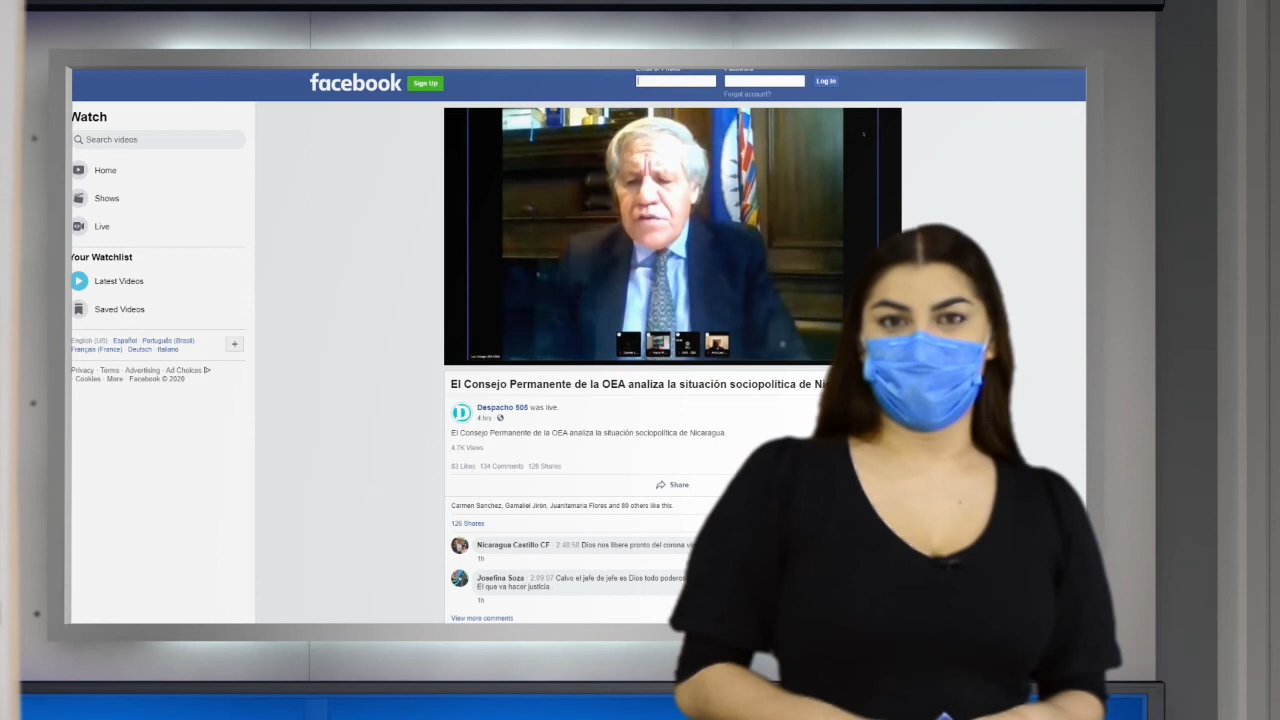 facebook
Sign Up
Log In
Forgot account?
Watch
Search videos
Home
Shows
Live
Your Watchlist
Latest Videos
Saved Videos
English (US) Español Português (Brasil)
Français (France) Deutsch Italiano
Privacy · Terms · Advertising · Ad Choices
· Cookies · More · Facebook © 2020
El Consejo Permanente de la OEA analiza la situación sociopolítica de
Despacho 505 was live.
4 hrs ·
El Consejo Permanente de la OEA analiza la situación sociopolítica de Nicaragua.
4.7K Views
83 Likes 134 Comments 126 Shares
Share
Carmen Sanchez, Gamaliel Jirón, Juanitamaria Flores and 80 others like this.
126 Shares
Nicaragua Castillo CF · 2:48:58 Dios nos libere pronto del corona
1h
Josefina Soza · 2:09:07 Calvo el jefe de jefe es Dios todo
El que va hacer justicia.
1h
View more comments